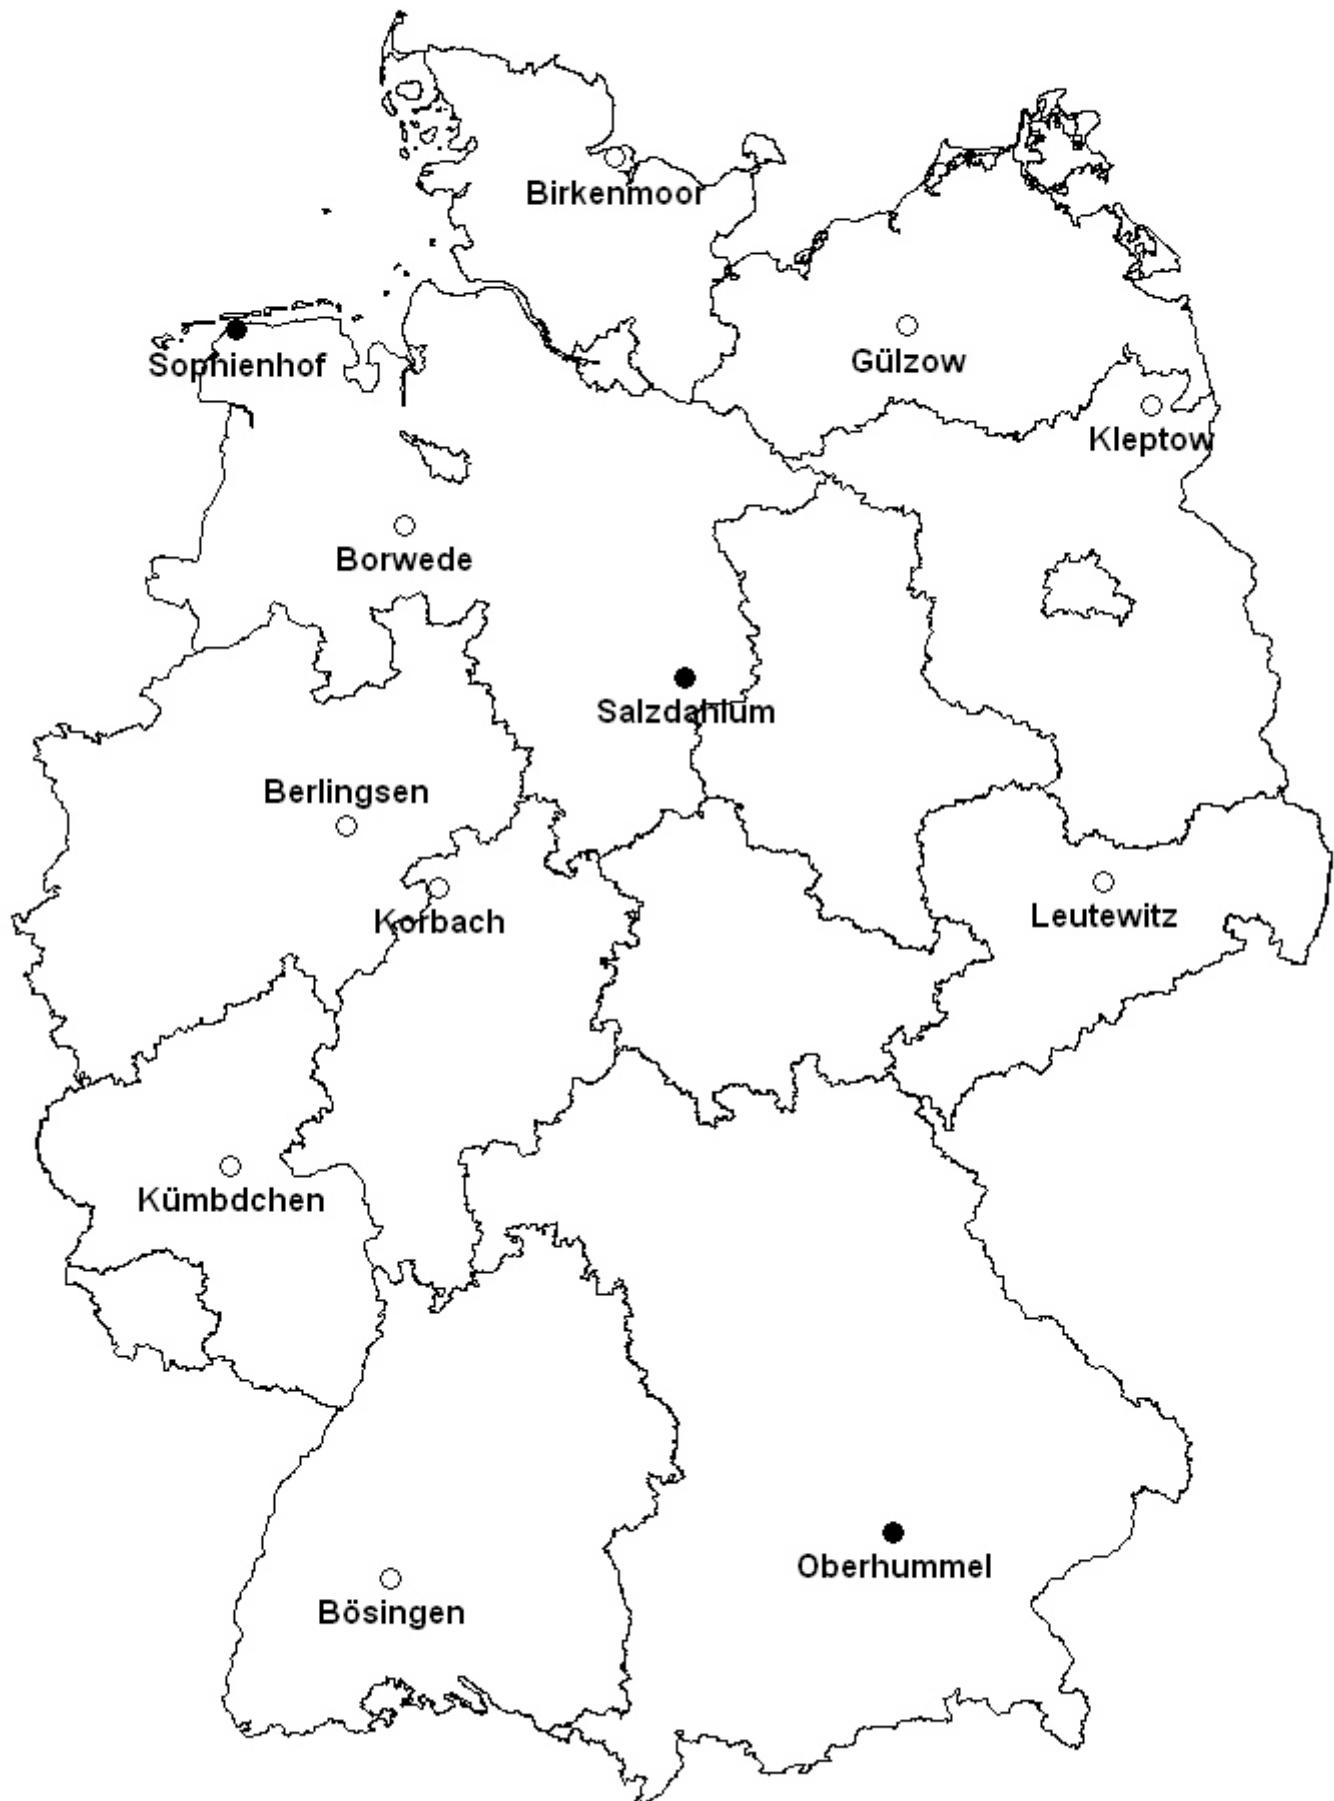 Birkenmoor
Sophienhof
Gülzow
Kleptow
Borwede
Salzdahlum
Berlingsen
Korbach
Leutewitz
Kümbdchen
Oberhummel
Bösingen